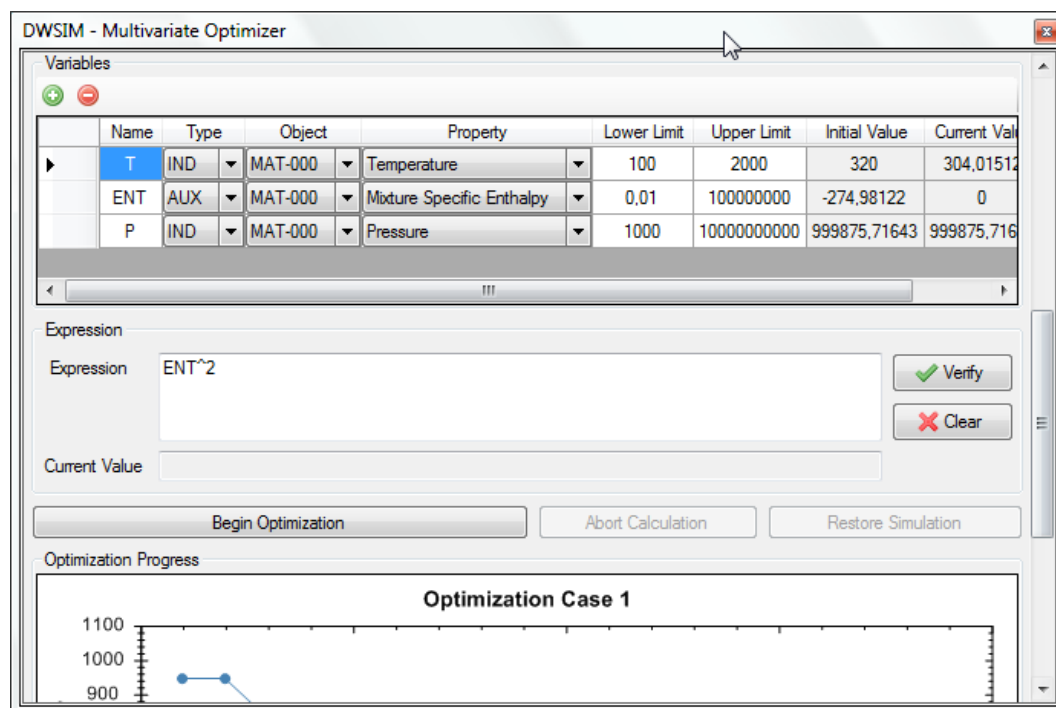 DWSIM - Multivariate Optimizer
Variables
Name Type Object Property Lower Limit Upper Limit Initial Value Current Valu
T IND MAT-000 Temperature 100 2000 320 304,01512
ENT AUX MAT-000 Mixture Specific Enthalpy 0,01 100000000 -274,98122 0
P IND MAT-000 Pressure 1000 10000000000 999875,71643 999875,716
Expression
Expression ENT^2 Verify
Clear
Current Value
Begin Optimization Abort Calculation Restore Simulation
Optimization Progress
Optimization Case 1
1100
1000
900